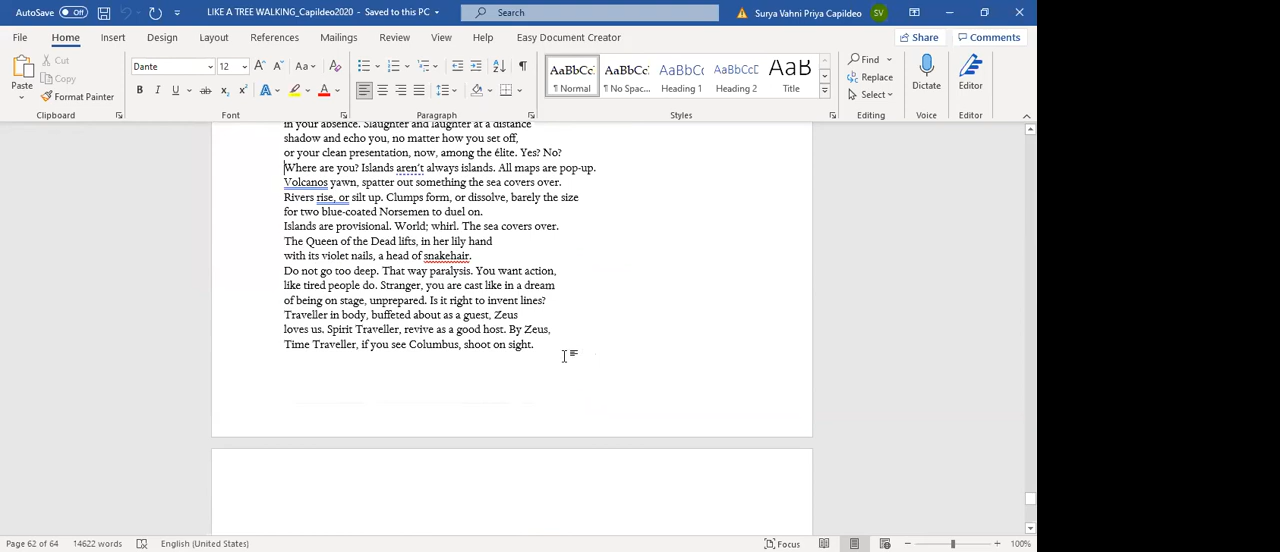 AutoSave Off LIKE A TREE WALKING_Capildeo2020 - Saved to this PC Search Surya Vahni Priya Capildeo SV
File Home Insert Design Layout References Mailings Review View Help Easy Document Creator Share Comments
Paste Cut Copy Format Painter
Dante 12
AaBbCc ¶ Normal AaBbCc ¶ No Spac... AaBbCc Heading 1 AaBbCc Heading 2 AaB Title
Find Replace Select Dictate Editor
Clipboard Font Paragraph Styles Editing Voice Editor
in your absence. Slaughter and laughter at a distance
shadow and echo you, no matter how you set off,
or your clean presentation, now, among the élite. Yes? No?
Where are you? Islands aren't always islands. All maps are pop-up.
Volcanos yawn, spatter out something the sea covers over.
Rivers rise, or silt up. Clumps form, or dissolve, barely the size
for two blue-coated Norsemen to duel on.
Islands are provisional. World; whirl. The sea covers over.
The Queen of the Dead lifts, in her lily hand
with its violet nails, a head of snakehair.
Do not go too deep. That way paralysis. You want action,
like tired people do. Stranger, you are cast like in a dream
of being on stage, unprepared. Is it right to invent lines?
Traveller in body, buffeted about as a guest, Zeus
loves us. Spirit Traveller, revive as a good host. By Zeus,
Time Traveller, if you see Columbus, shoot on sight.
Page 62 of 64 14622 words English (United States) Focus 100%